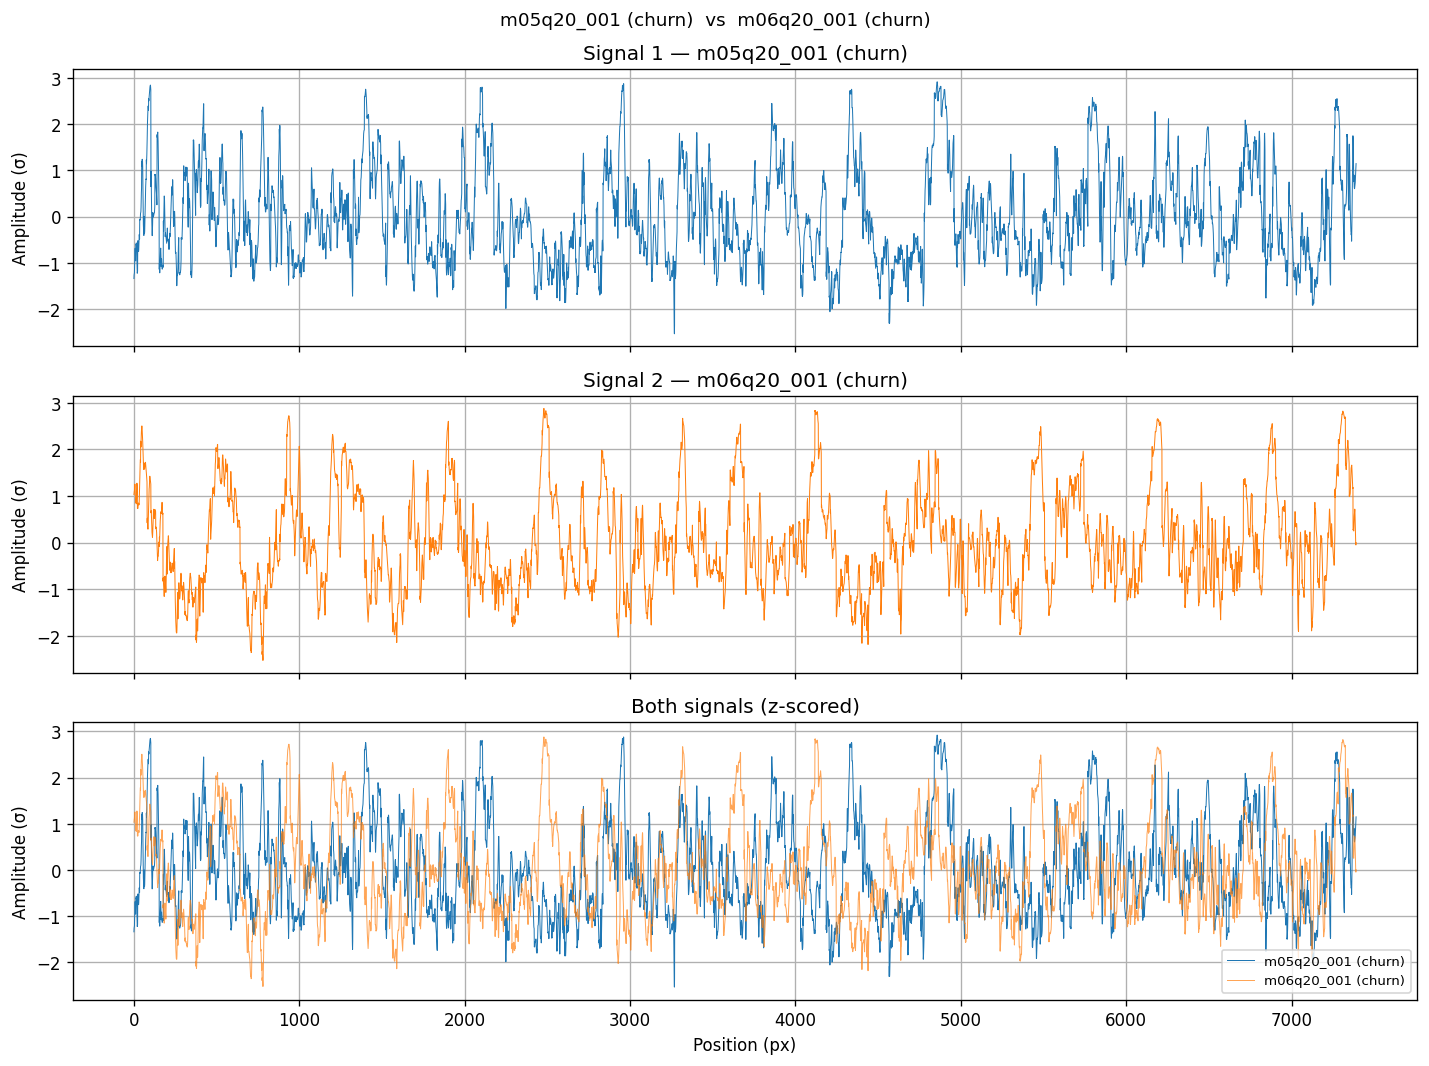 m05q20_001 (churn)  vs  m06q20_001 (churn)
Signal 1 — m05q20_001 (churn)
3
2
1
0
−1
−2
Amplitude (σ)
Signal 2 — m06q20_001 (churn)
3
2
1
0
−1
−2
Amplitude (σ)
Both signals (z-scored)
3
2
1
0
−1
−2
Amplitude (σ)
m05q20_001 (churn)
m06q20_001 (churn)
0 1000 2000 3000 4000 5000 6000 7000
Position (px)